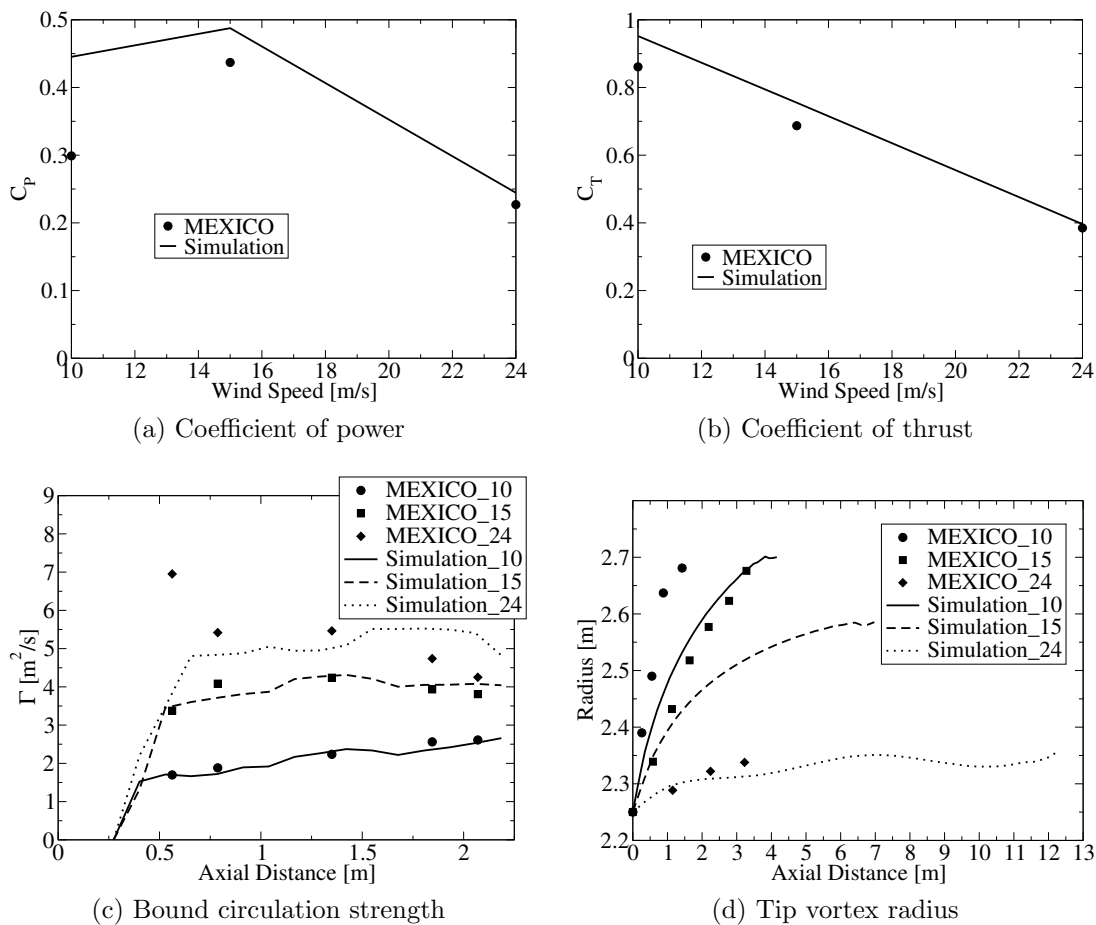 0.5
0.4
0.3
0.2
0.1
0
C_P
MEXICO
Simulation
10 12 14 16 18 20 22 24
Wind Speed [m/s]
(a) Coefficient of power
1
0.8
0.6
0.4
0.2
0
C_T
MEXICO
Simulation
10 12 14 16 18 20 22 24
Wind Speed [m/s]
(b) Coefficient of thrust
9
8
7
6
5
4
3
2
1
0
Γ [m²/s]
MEXICO_10
MEXICO_15
MEXICO_24
Simulation_10
Simulation_15
Simulation_24
0 0.5 1 1.5 2
Axial Distance [m]
(c) Bound circulation strength
2.7
2.6
2.5
2.4
2.3
2.2
Radius [m]
MEXICO_10
MEXICO_15
MEXICO_24
Simulation_10
Simulation_15
Simulation_24
0 1 2 3 4 5 6 7 8 9 10 11 12 13
Axial Distance [m]
(d) Tip vortex radius